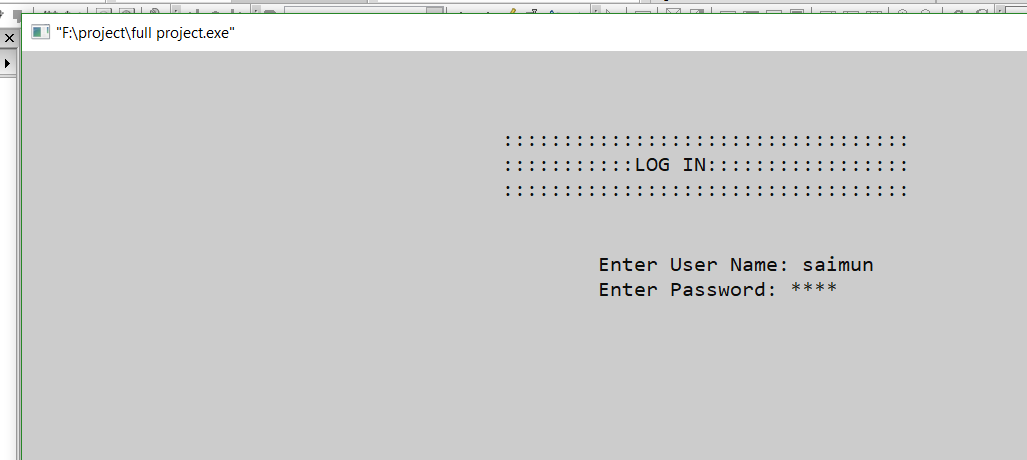 "F:\project\full project.exe"
::::::::::::::::::::::::::::::::::
:::::::::::LOG IN:::::::::::::::::
::::::::::::::::::::::::::::::::::
Enter User Name: saimun
Enter Password: ****